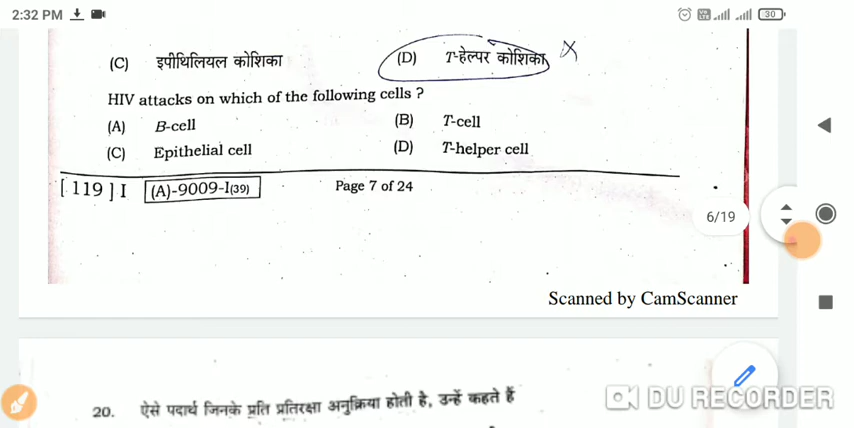 2:32 PM 30
(C) इपीथिलियल कोशिका (D) T-हेल्पर कोशिका
HIV attacks on which of the following cells ?
(A) B-cell (B) T-cell
(C) Epithelial cell (D) T-helper cell
[ 119 ] I (A)-9009-I(39) Page 7 of 24
6/19
Scanned by CamScanner
20. ऐसे पदार्थ जिनके प्रति प्रतिरक्षा अनुक्रिया होती है, उन्हें कहते हैं
DU RECORDER